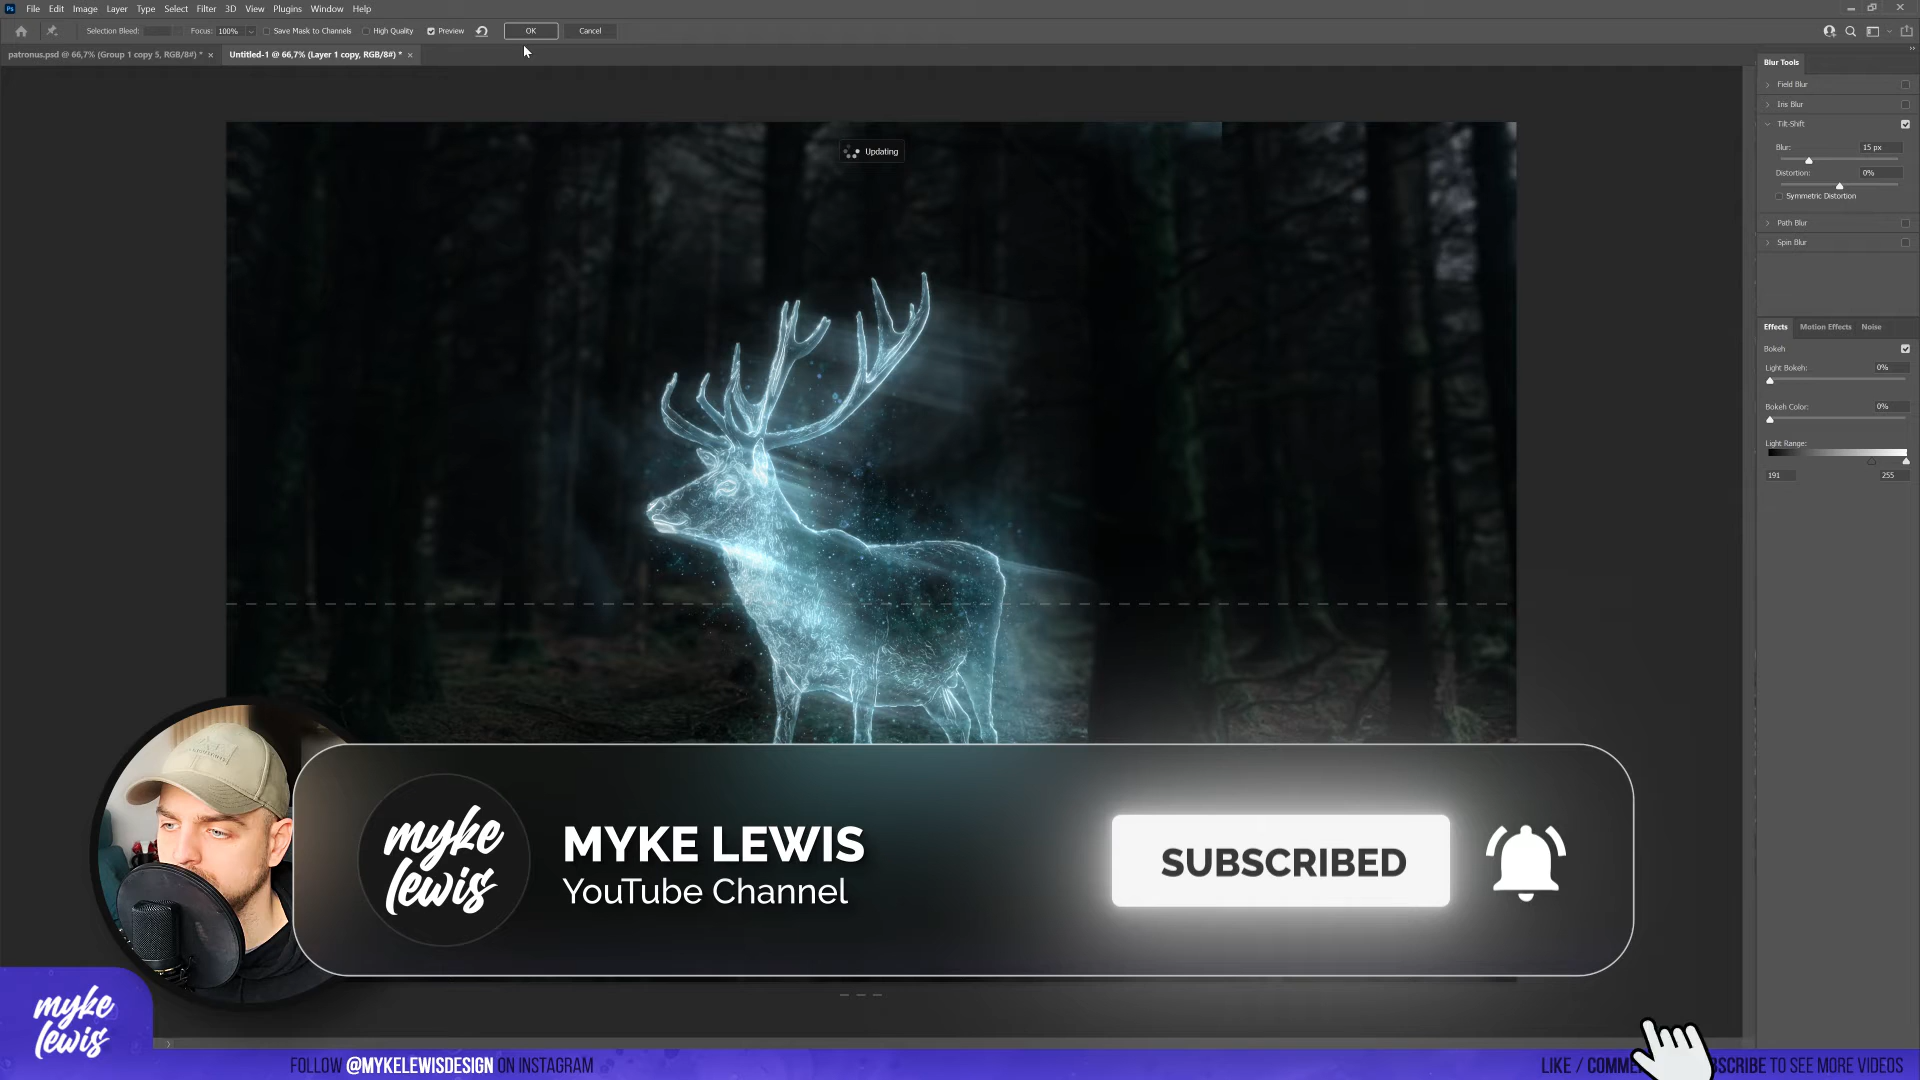 Ps File Edit Image Layer Type Select Filter 3D View Plugins Window Help
Selection Bleed: Focus: 100% Save Mask to Channels High Quality Preview OK Cancel
patronus.psd @ 66,7% (Group 1 copy 5, RGB/8#) * × Untitled-1 @ 66,7% (Layer 1 copy, RGB/8#) * ×
Blur Tools
Field Blur
Iris Blur
Tilt-Shift
Blur: 15 px
Distortion: 0%
Symmetric Distortion
Path Blur
Spin Blur
Updating
Effects Motion Effects Noise
Bokeh
Light Bokeh: 0%
Bokeh Color: 0%
Light Range:
191 255
myke
lewis
MYKE LEWIS
YouTube Channel
SUBSCRIBED
myke
lewis
FOLLOW @MYKELEWISDESIGN ON INSTAGRAM
LIKE / COMME SCRIBE TO SEE MORE VIDEOS